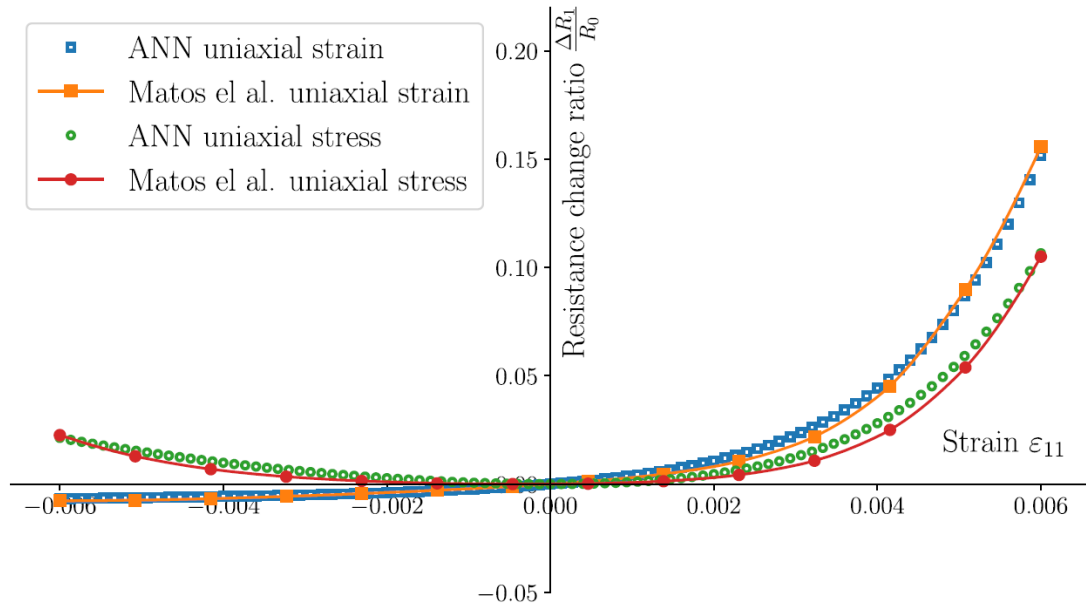 ANN uniaxial strain
Matos el al. uniaxial strain
ANN uniaxial stress
Matos el al. uniaxial stress
Resistance change ratio ΔR₁/R₀
0.20
0.15
0.10
0.05
−0.05
Strain ε₁₁
−0.006
−0.004
−0.002
0.000
0.002
0.004
0.006